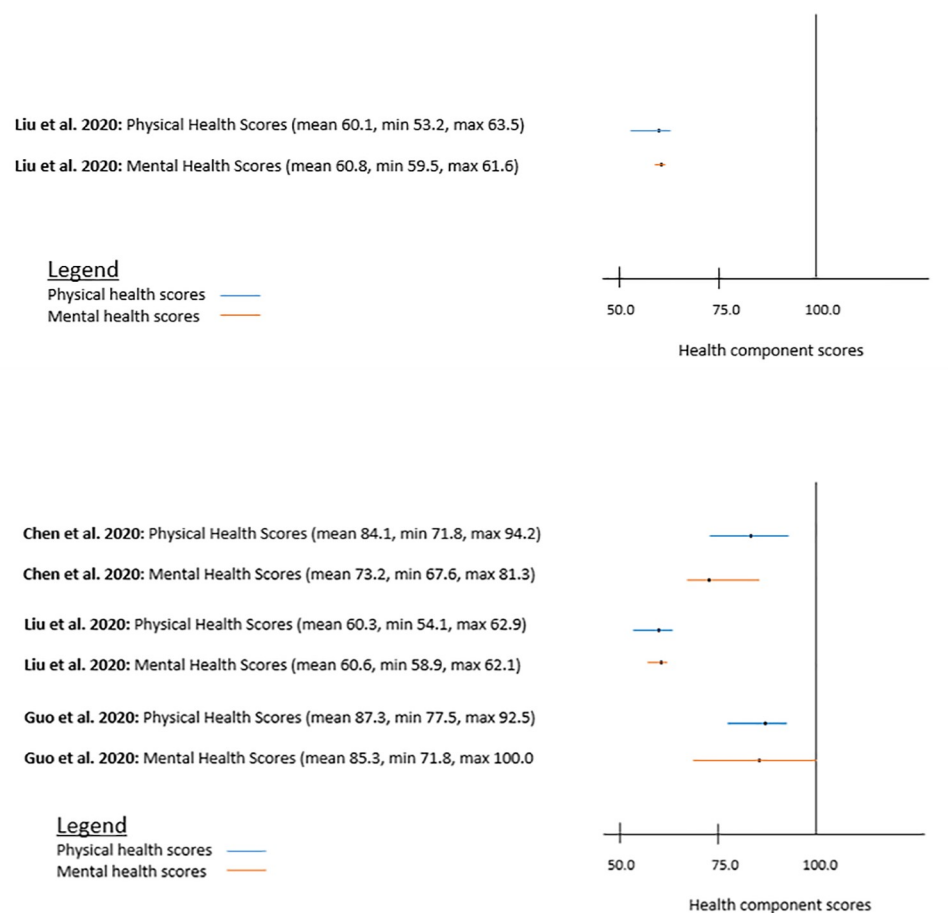 Liu et al. 2020: Physical Health Scores (mean 60.1, min 53.2, max 63.5)
Liu et al. 2020: Mental Health Scores (mean 60.8, min 59.5, max 61.6)
Legend
Physical health scores
Mental health scores
50.0 75.0 100.0
Health component scores
Chen et al. 2020: Physical Health Scores (mean 84.1, min 71.8, max 94.2)
Chen et al. 2020: Mental Health Scores (mean 73.2, min 67.6, max 81.3)
Liu et al. 2020: Physical Health Scores (mean 60.3, min 54.1, max 62.9)
Liu et al. 2020: Mental Health Scores (mean 60.6, min 58.9, max 62.1)
Guo et al. 2020: Physical Health Scores (mean 87.3, min 77.5, max 92.5)
Guo et al. 2020: Mental Health Scores (mean 85.3, min 71.8, max 100.0
Legend
Physical health scores
Mental health scores
50.0 75.0 100.0
Health component scores